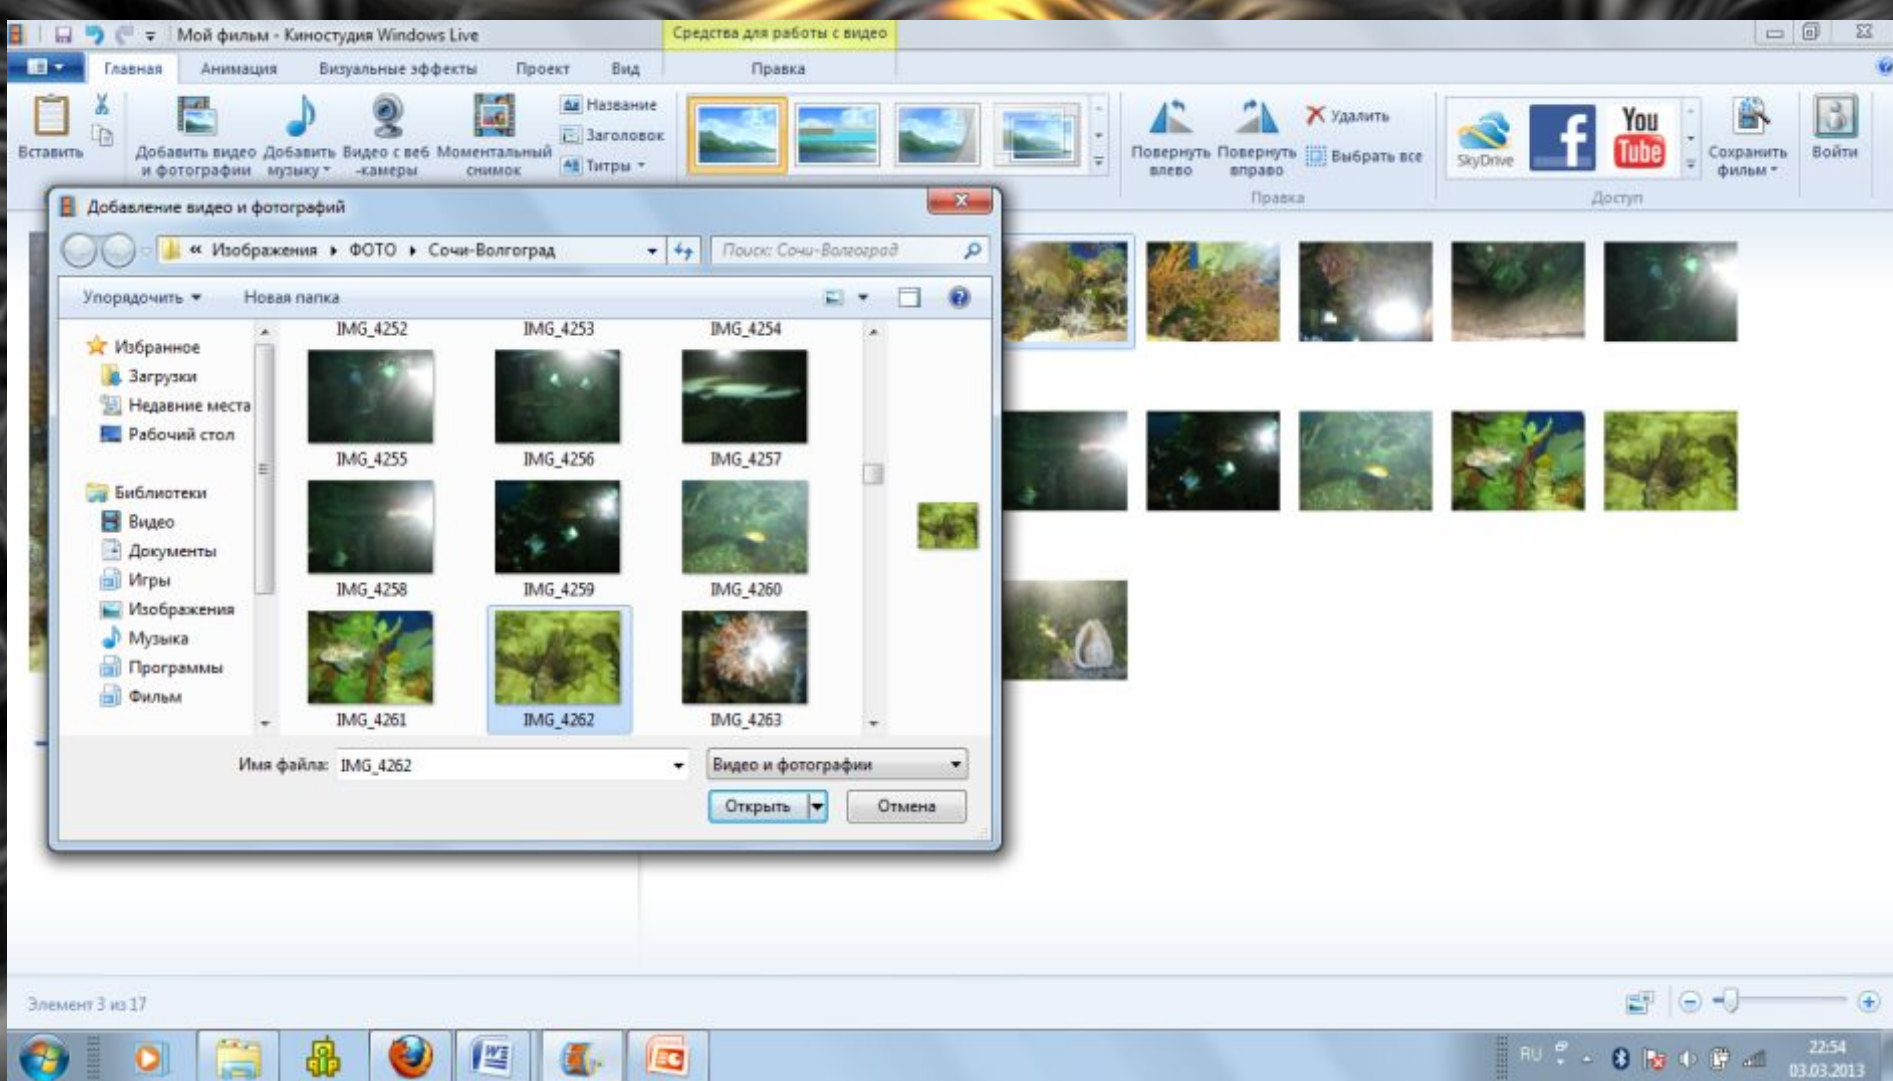 Мой фильм - Киностудия Windows Live
Средства для работы с видео
Главная
Анимация
Визуальные эффекты
Проект
Вид
Правка
Вставить
Добавить видео
и фотографии
Добавить
музыку
Видео с веб
-камеры
Моментальный
снимок
Название
Заголовок
Титры
Повернуть
влево
Повернуть
вправо
Удалить
Выбрать все
Правка
SkyDrive
f
You
Tube
Сохранить
фильм
Войти
Доступ
Добавление видео и фотографий
« Изображения ФОТО Сочи-Волгоград
Поиск: Сочи-Волгоград
Упорядочить
Новая папка
Избранное
Загрузки
Недавние места
Рабочий стол
Библиотеки
Видео
Документы
Игры
Изображения
Музыка
Программы
Фильм
IMG_4252 IMG_4253 IMG_4254
IMG_4255 IMG_4256 IMG_4257
IMG_4258 IMG_4259 IMG_4260
IMG_4261 IMG_4262 IMG_4263
Имя файла: IMG_4262
Видео и фотографии
Открыть
Отмена
Элемент 3 из 17
RU
22:54
03.03.2013